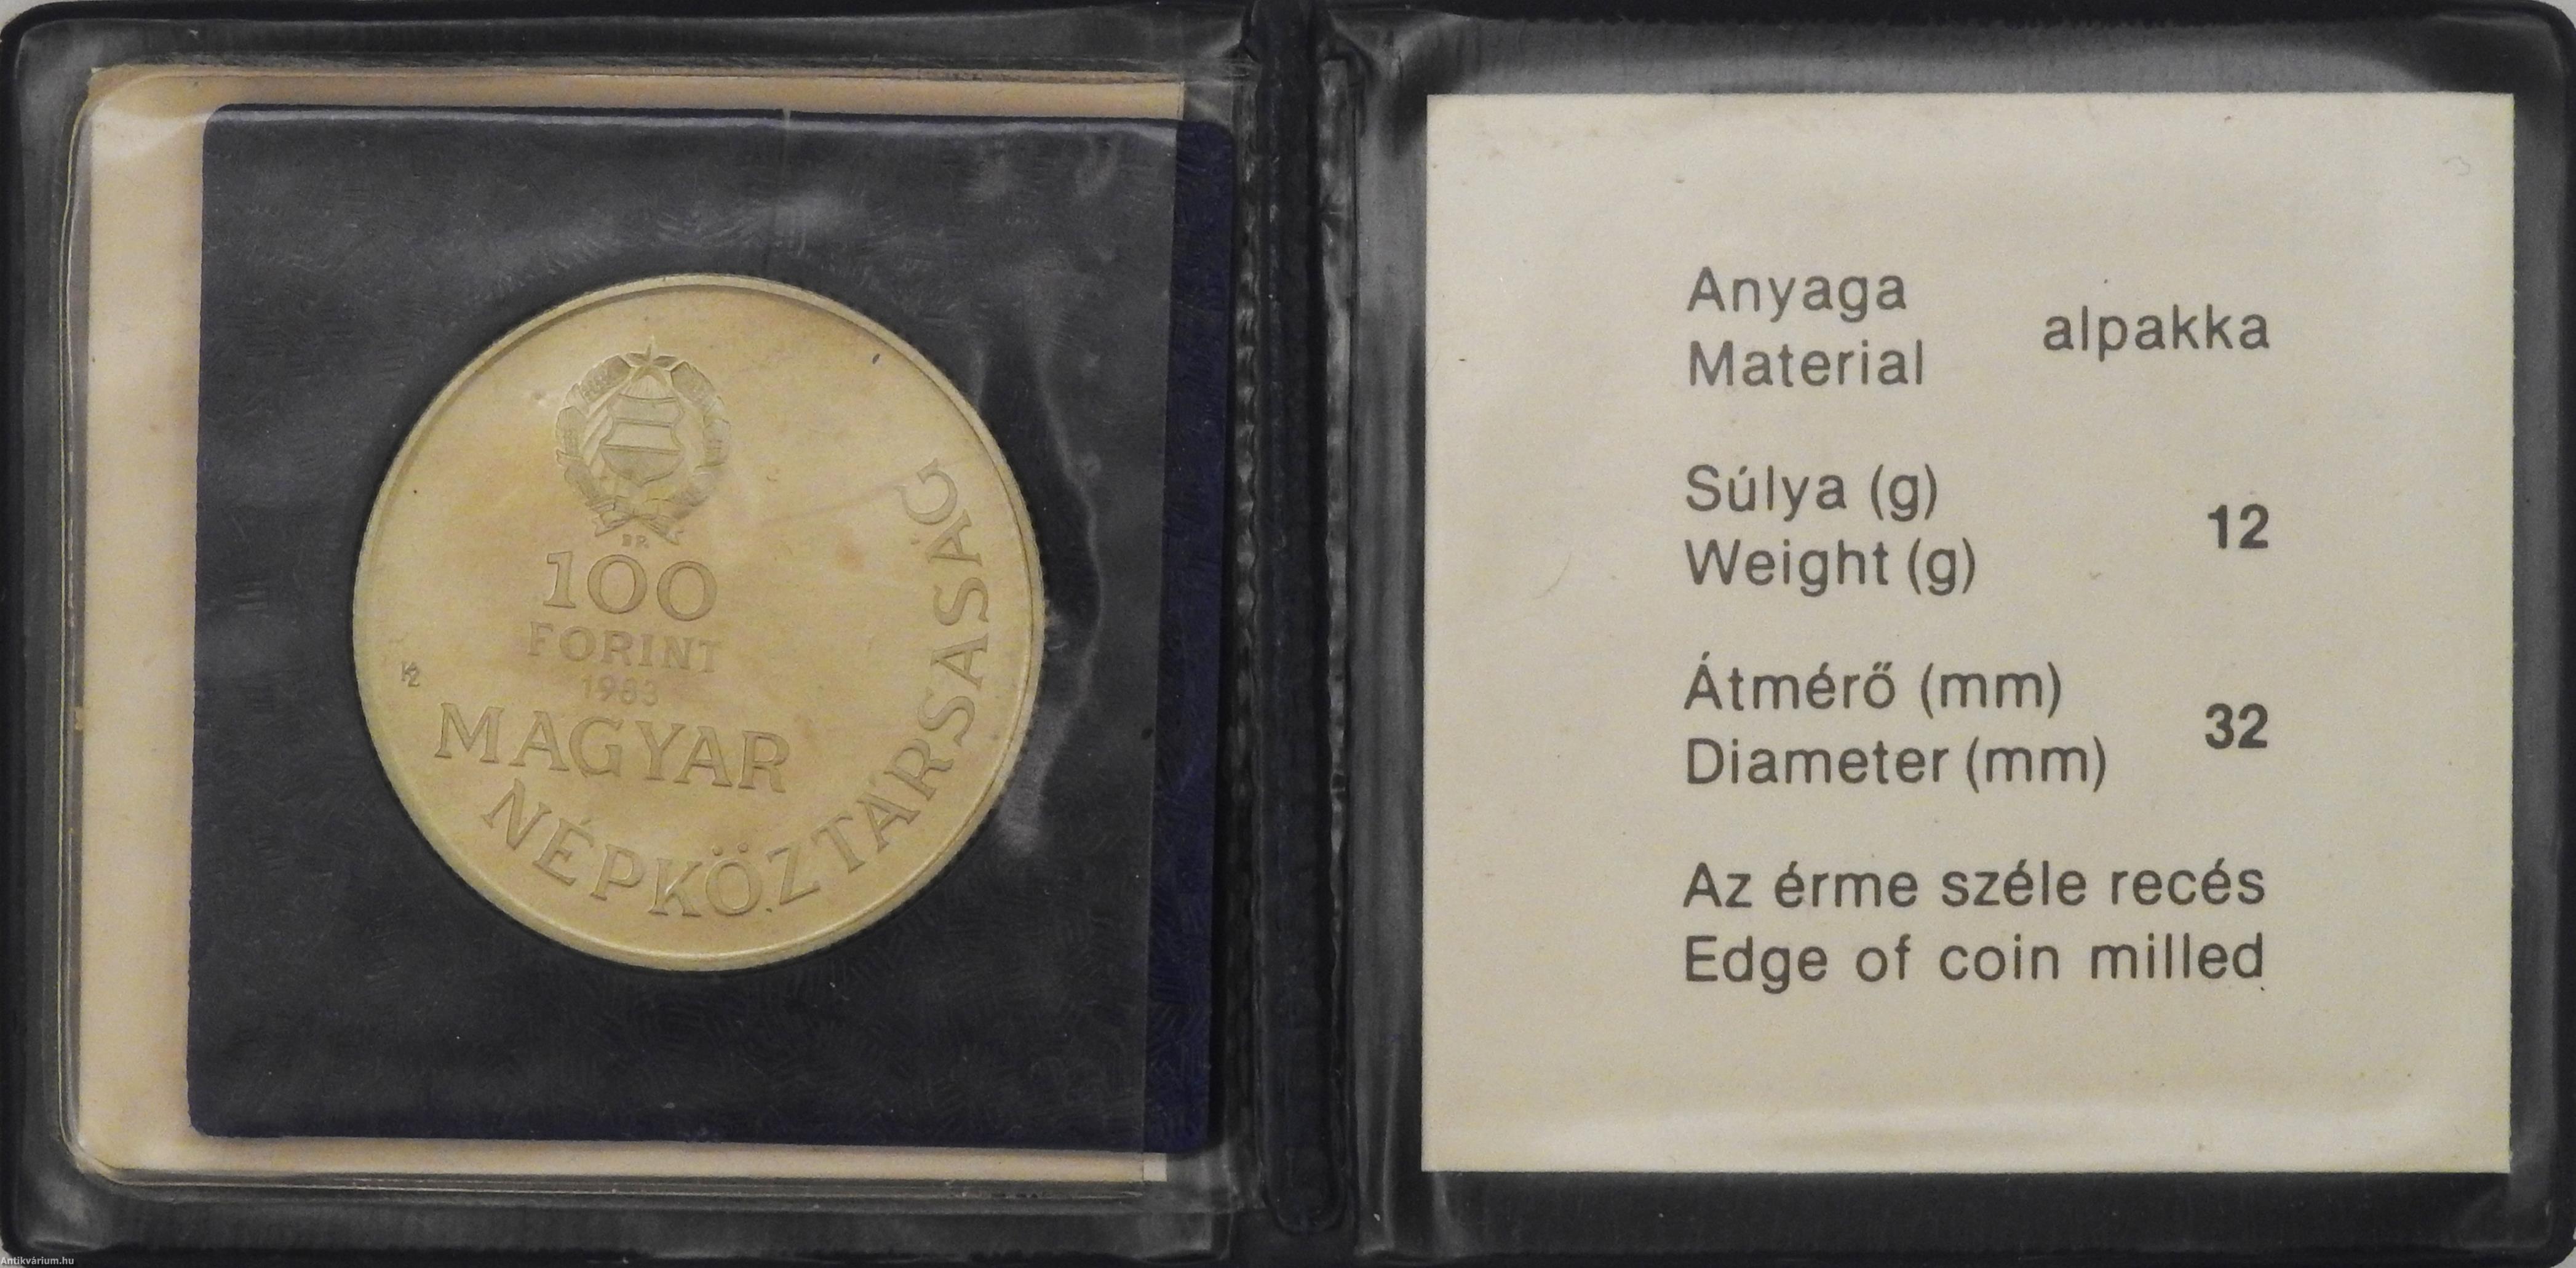 BP.
100
FORINT
1983
MAGYAR
NÉPKÖZTÁRSASÁG
Anyaga
Material
alpakka
Súlya (g)
Weight (g)
12
Átmérő (mm)
Diameter (mm)
32
Az érme széle recés
Edge of coin milled
Antikvárium.hu